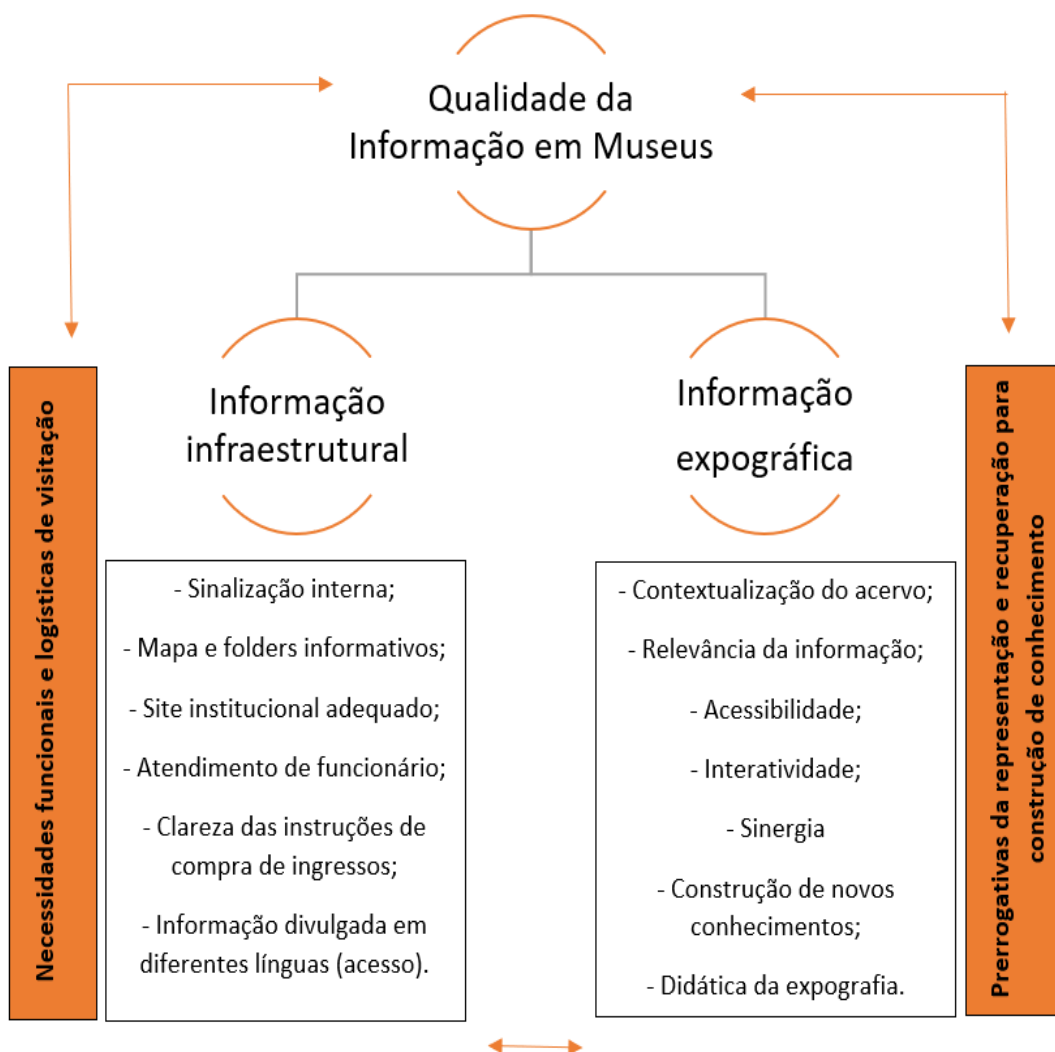 Qualidade da
Informação em Museus
Necessidades funcionais e logísticas de visitação
Informação
infraestrutural
- Sinalização interna;
- Mapa e folders informativos;
- Site institucional adequado;
- Atendimento de funcionário;
- Clareza das instruções de
compra de ingressos;
- Informação divulgada em
diferentes línguas (acesso).
Informação
expográfica
- Contextualização do acervo;
- Relevância da informação;
- Acessibilidade;
- Interatividade;
- Sinergia
- Construção de novos
conhecimentos;
- Didática da expografia.
Prerrogativas da representação e recuperação para
construção de conhecimento